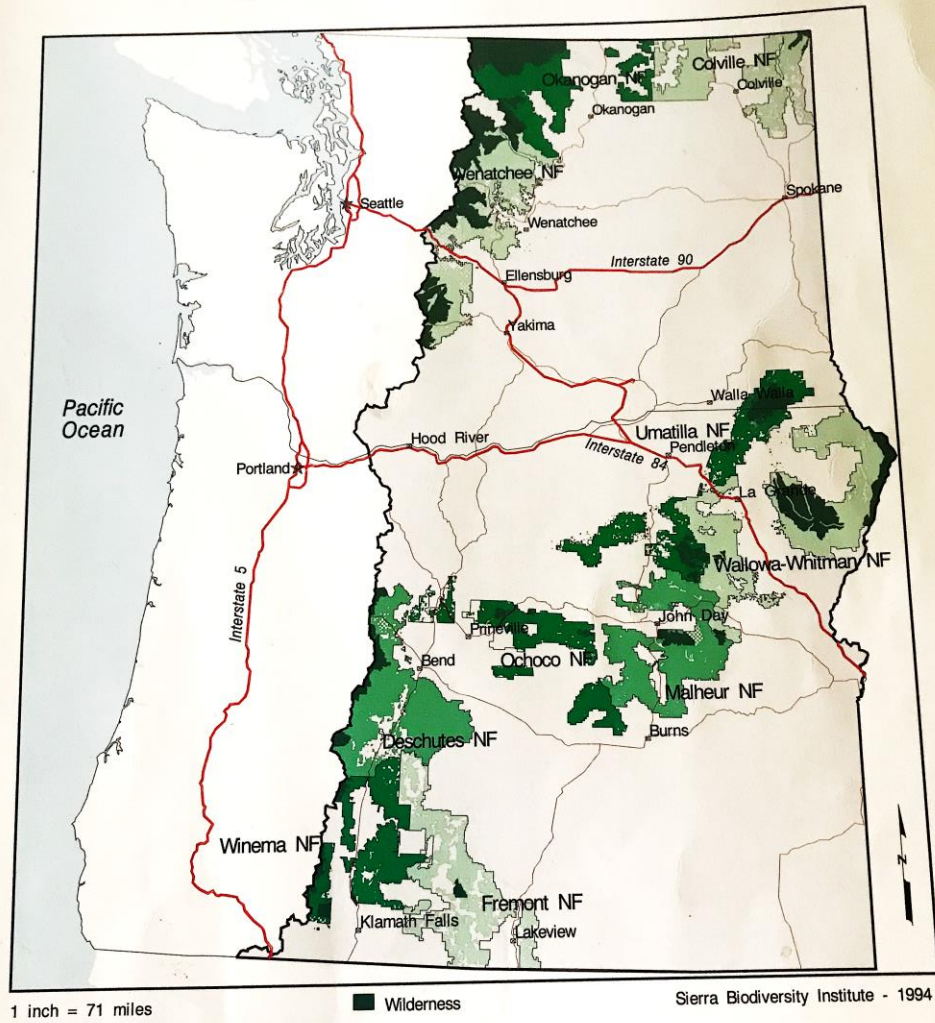 Okanogan NF
Colville NF
Colville
Okanogan
Wenatchee NF
Spokane
Seattle
Wenatchee
Interstate 90
Ellensburg
Yakima
Pacific
Ocean
Walla Walla
Umatilla NF
Hood River
Pendleton
Interstate 84
Portland
La Grande
Wallowa-Whitman NF
Interstate 5
John Day
Prineville
Bend
Ochoco NF
Malheur NF
Burns
Deschutes NF
Winema NF
N
Fremont NF
Klamath Falls
Lakeview
1 inch = 71 miles
Wilderness
Sierra Biodiversity Institute - 1994